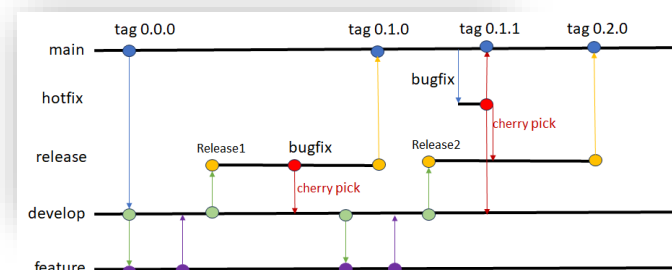 tag 0.0.0 tag 0.1.0 tag 0.1.1 tag 0.2.0
main
bugfix
hotfix
cherry pick
Release1 bugfix Release2
release
cherry pick
develop
feature